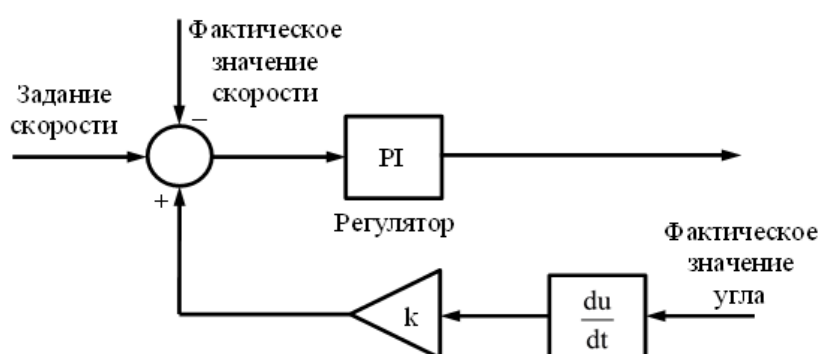 Фактическое
значение
скорости
Задание
скорости
−
+
PI
Регулятор
Фактическое
значение
угла
k
du
dt